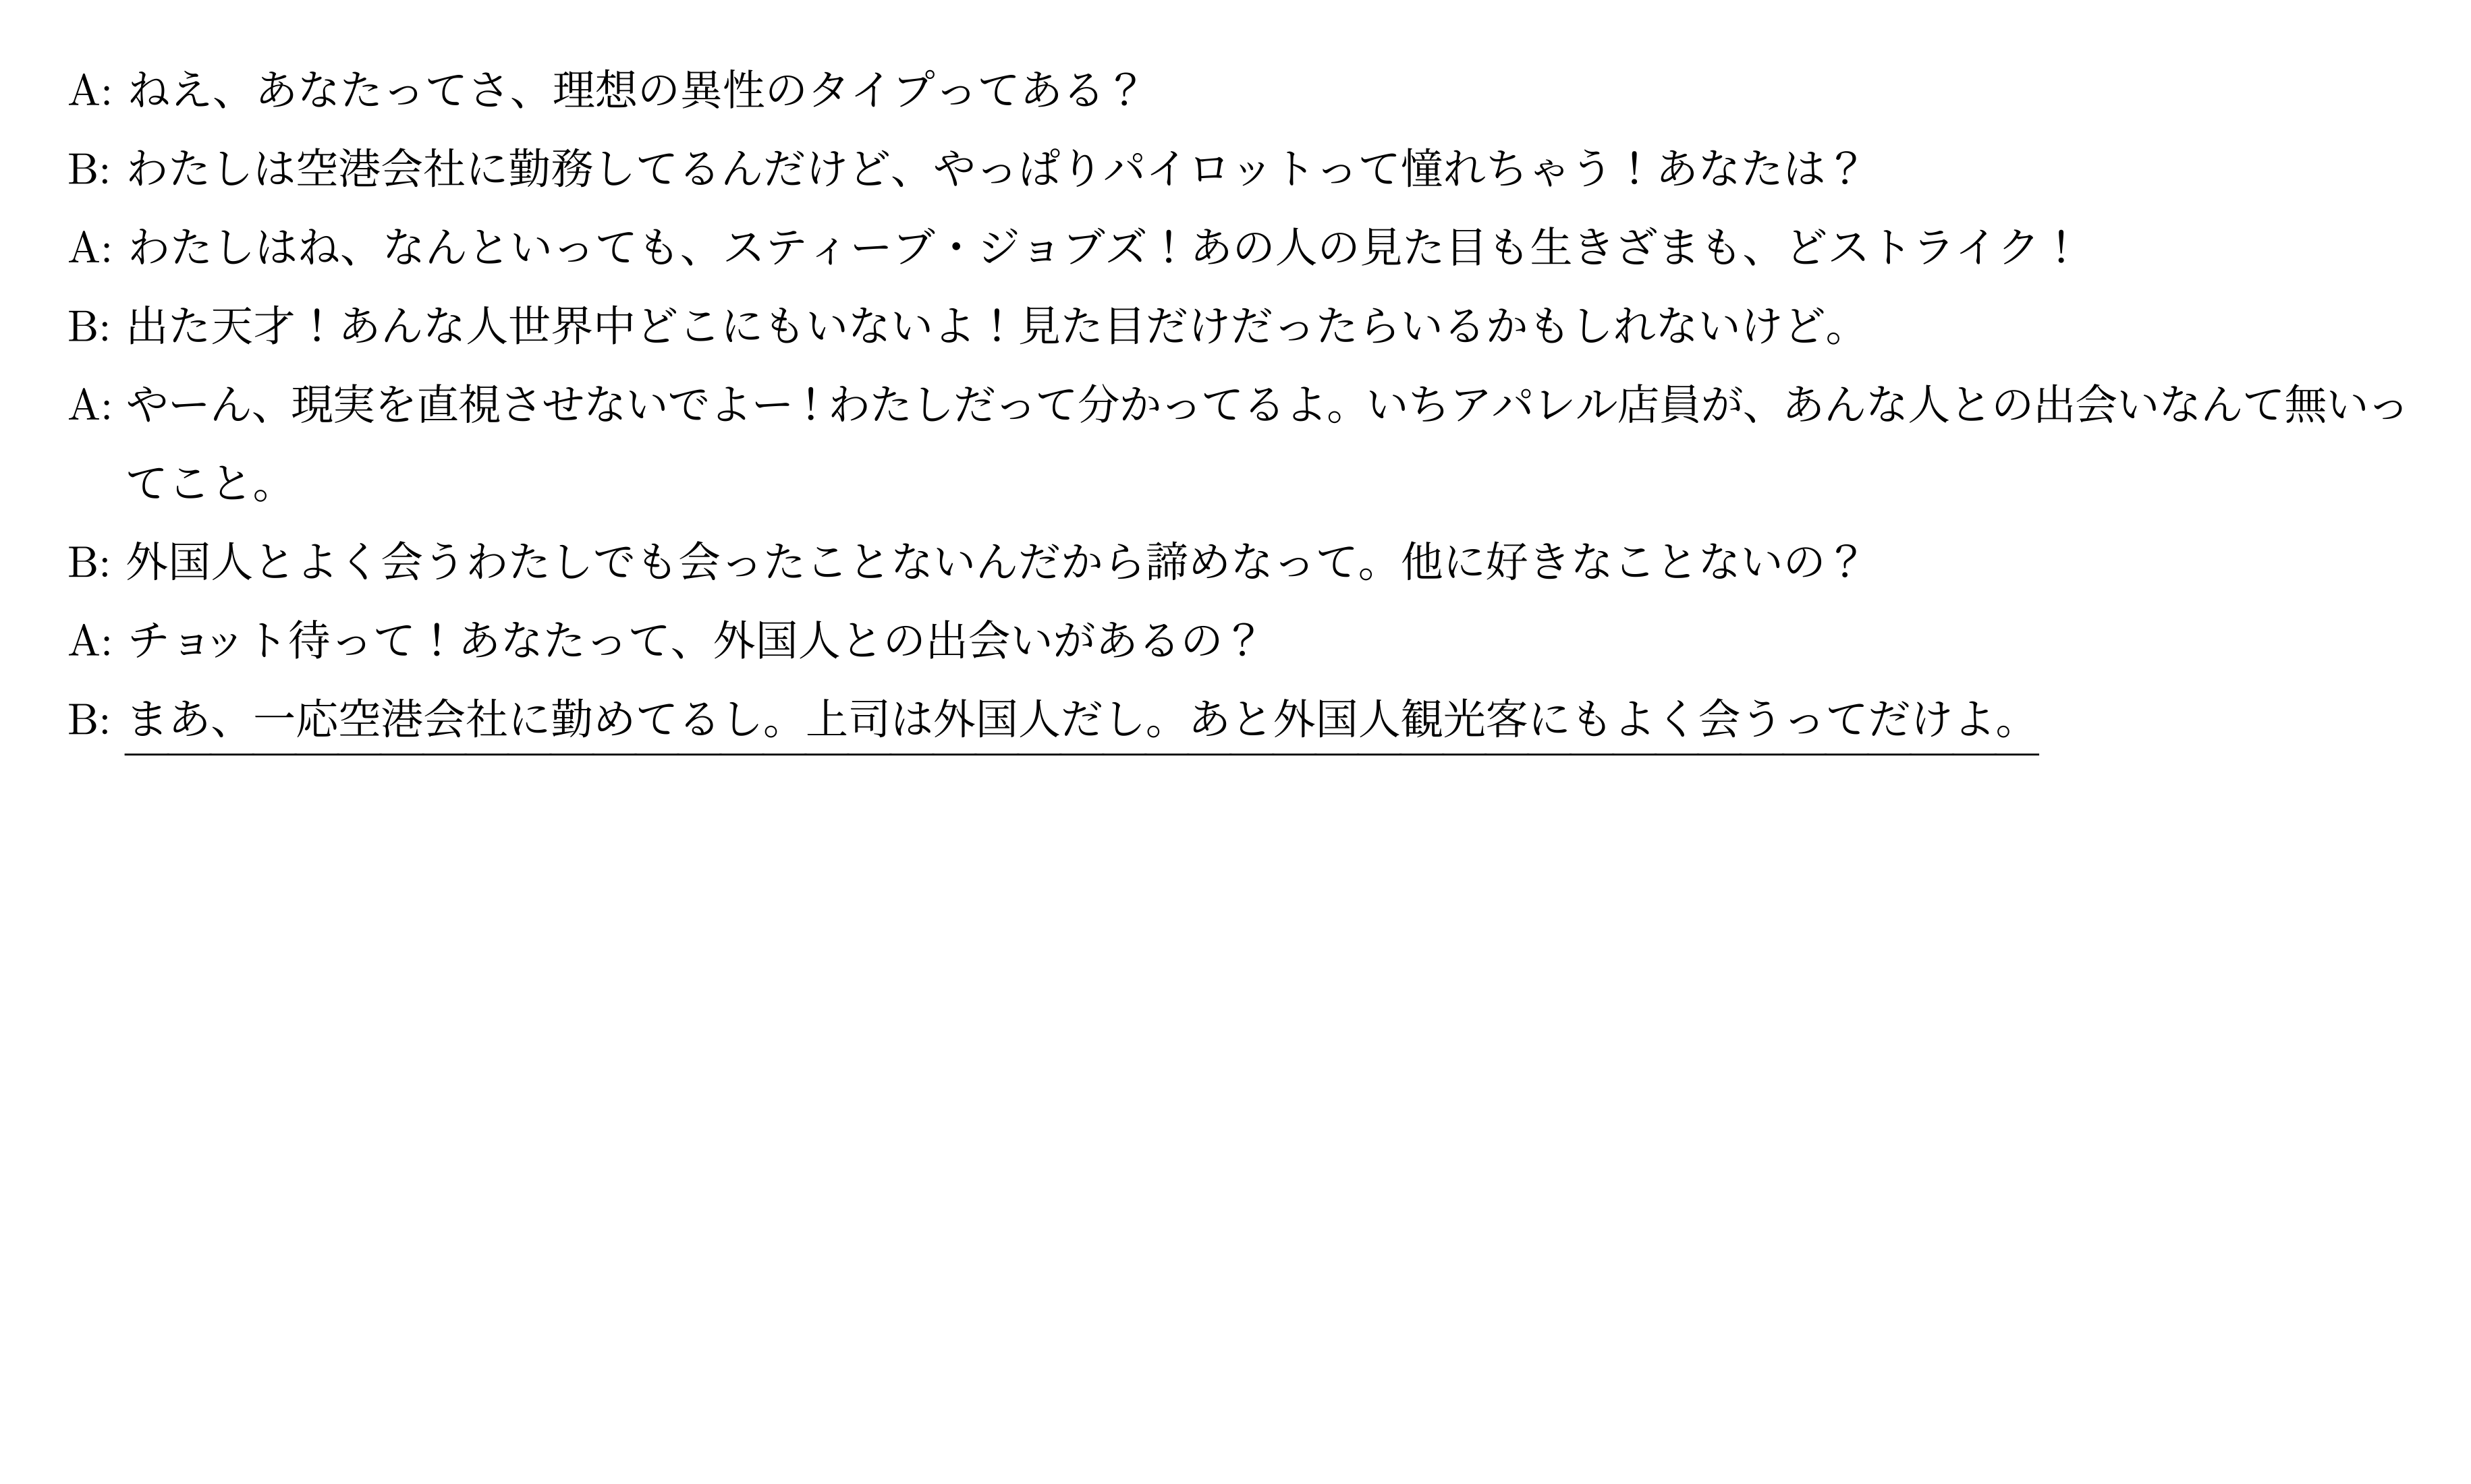 A: ねえ、あなたってさ、理想の異性のタイプってある？
B: わたしは空港会社に勤務してるんだけど、やっぱりパイロットって憧れちゃう！あなたは？
A: わたしはね、なんといっても、スティーブ・ジョブズ！あの人の見た目も生きざまも、どストライク！
B: 出た天才！あんな人世界中どこにもいないよ！見た目だけだったらいるかもしれないけど。
A: やーん、現実を直視させないでよー！わたしだって分かってるよ。いちアパレル店員が、あんな人との出会いなんて無いっ
てこと。
B: 外国人とよく会うわたしでも会ったことないんだから諦めなって。他に好きなことないの？
A: チョット待って！あなたって、外国人との出会いがあるの？
B: まあ、一応空港会社に勤めてるし。上司は外国人だし。あと外国人観光客にもよく会うってだけよ。